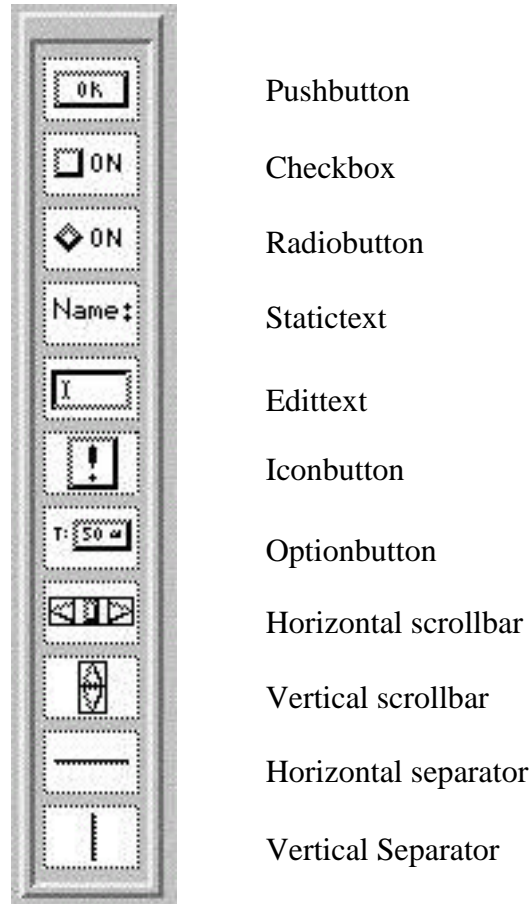 OK Pushbutton
ON Checkbox
ON Radiobutton
Name: Statictext
Edittext
! Iconbutton
T: 50 Optionbutton
Horizontal scrollbar
Vertical scrollbar
Horizontal separator
Vertical Separator